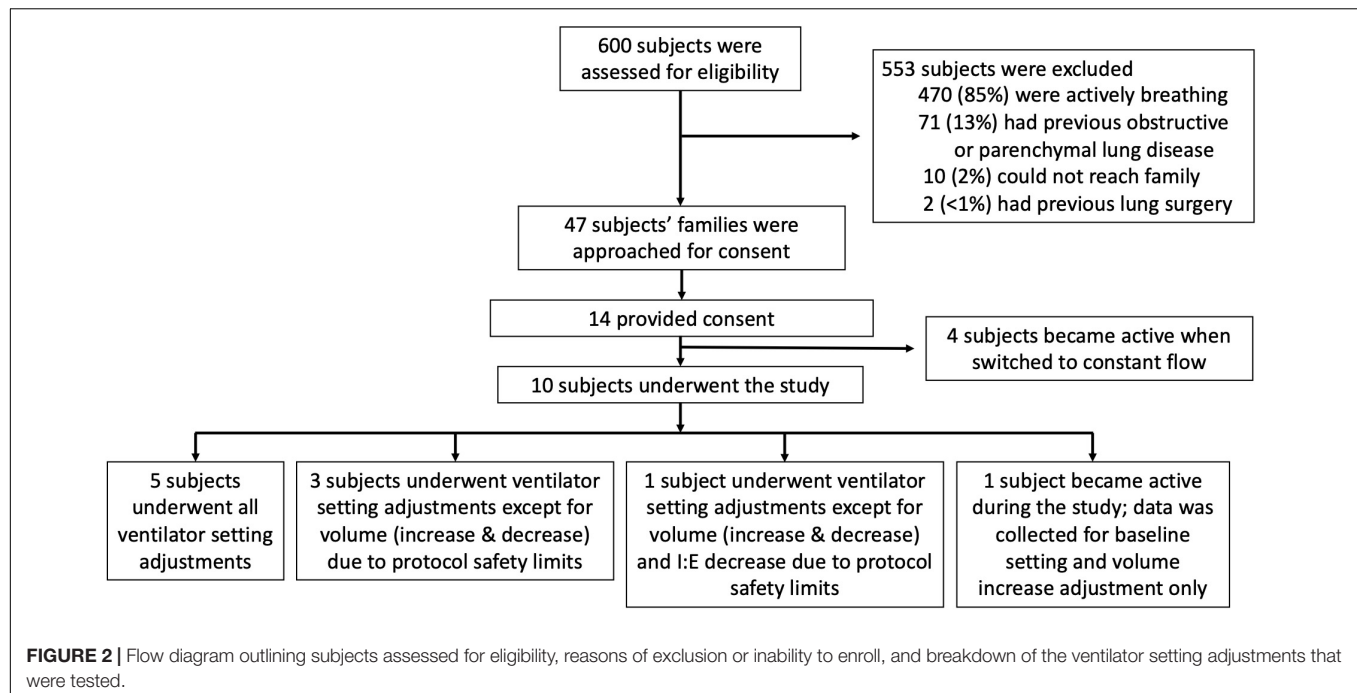 600 subjects were
assessed for eligibility
553 subjects were excluded
470 (85%) were actively breathing
71 (13%) had previous obstructive
or parenchymal lung disease
10 (2%) could not reach family
2 (<1%) had previous lung surgery
47 subjects' families were
approached for consent
14 provided consent
4 subjects became active when
switched to constant flow
10 subjects underwent the study
5 subjects
underwent all
ventilator setting
adjustments
3 subjects underwent ventilator
setting adjustments except for
volume (increase & decrease)
due to protocol safety limits
1 subject underwent ventilator
setting adjustments except for
volume (increase & decrease)
and I:E decrease due to protocol
safety limits
1 subject became active
during the study; data was
collected for baseline
setting and volume
increase adjustment only
FIGURE 2 | Flow diagram outlining subjects assessed for eligibility, reasons of exclusion or inability to enroll, and breakdown of the ventilator setting adjustments that
were tested.